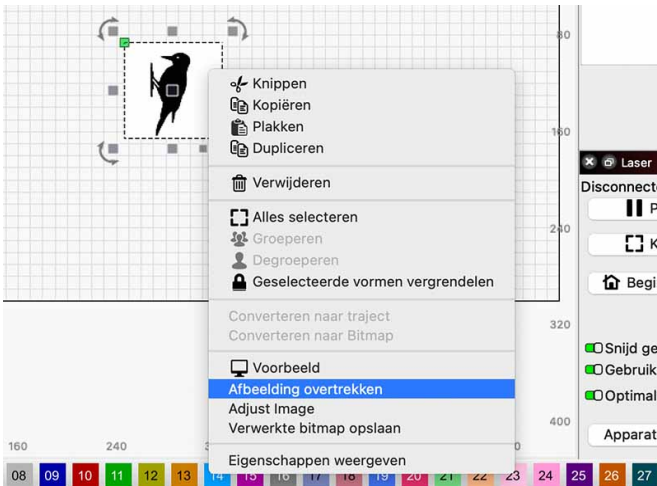 80
Knippen
Kopiëren
Plakken
160
Dupliceren
Laser
Verwijderen
Disconnect
P
Alles selecteren
Groeperen
240
K
Degroeperen
Geselecteerde vormen vergrendelen
Begi
Converteren naar traject
320
Converteren naar Bitmap
Snijd ge
Voorbeeld
Gebruik
Afbeelding overtrekken
Optimal
Adjust Image
400
Verwerkte bitmap opslaan
Apparat
160 240
Eigenschappen weergeven
08 09 10 11 12 13 14 15 16 17 18 19 20 21 22 23 24 25 26 27